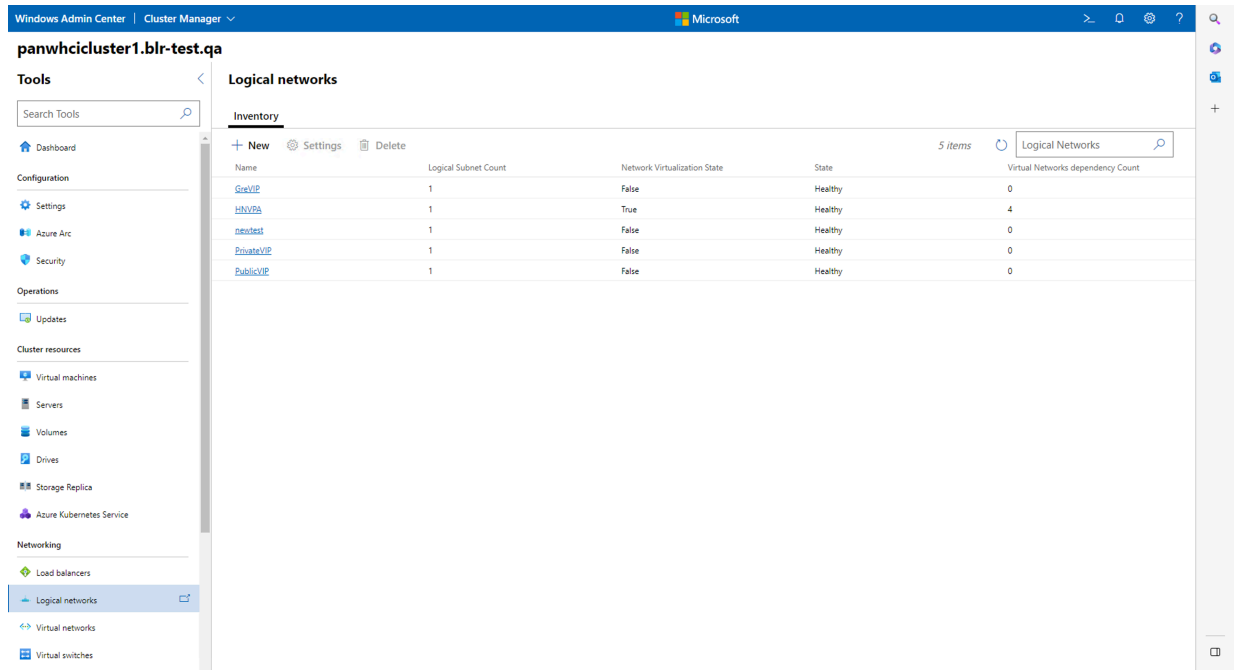 Windows Admin Center | Cluster Manager
Microsoft
panwhcicluster1.blr-test.qa
Tools
Search Tools
Dashboard
Configuration
Settings
Azure Arc
Security
Operations
Updates
Cluster resources
Virtual machines
Servers
Volumes
Drives
Storage Replica
Azure Kubernetes Service
Networking
Load balancers
Logical networks
Virtual networks
Virtual switches
Logical networks
Inventory
New Settings Delete 5 items Logical Networks
Name Logical Subnet Count Network Virtualization State State Virtual Networks dependency Count
GreVIP 1 False Healthy 0
HNVPA 1 True Healthy 4
newtest 1 False Healthy 0
PrivateVIP 1 False Healthy 0
PublicVIP 1 False Healthy 0